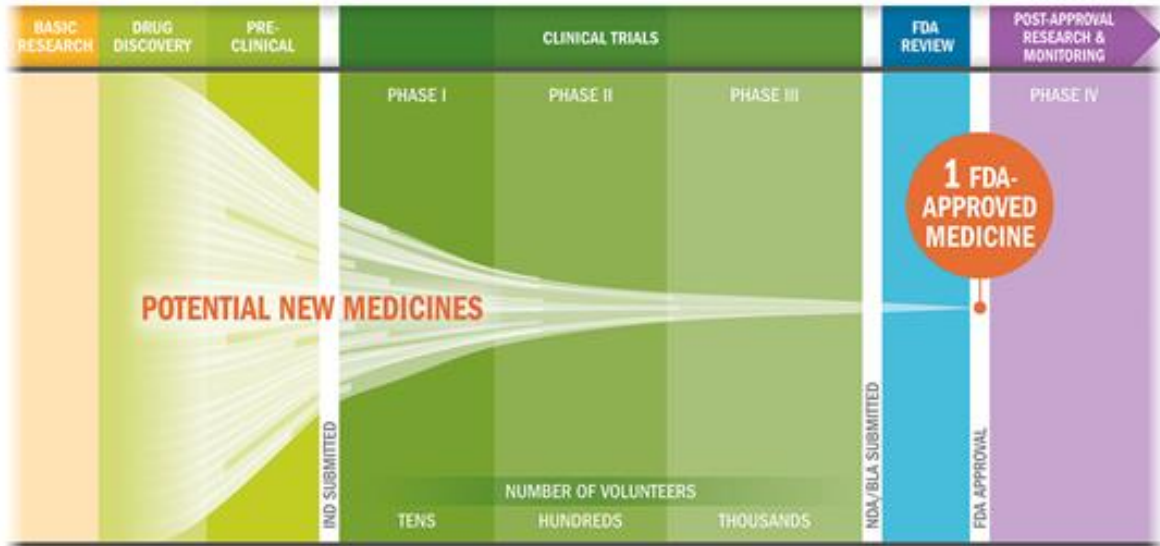 BASIC
RESEARCH
DRUG
DISCOVERY
PRE-
CLINICAL
CLINICAL TRIALS
FDA
REVIEW
POST-APPROVAL
RESEARCH &
MONITORING
PHASE I
PHASE II
PHASE III
PHASE IV
1 FDA-
APPROVED
MEDICINE
POTENTIAL NEW MEDICINES
IND SUBMITTED
NDA/BLA SUBMITTED
FDA APPROVAL
NUMBER OF VOLUNTEERS
TENS
HUNDREDS
THOUSANDS